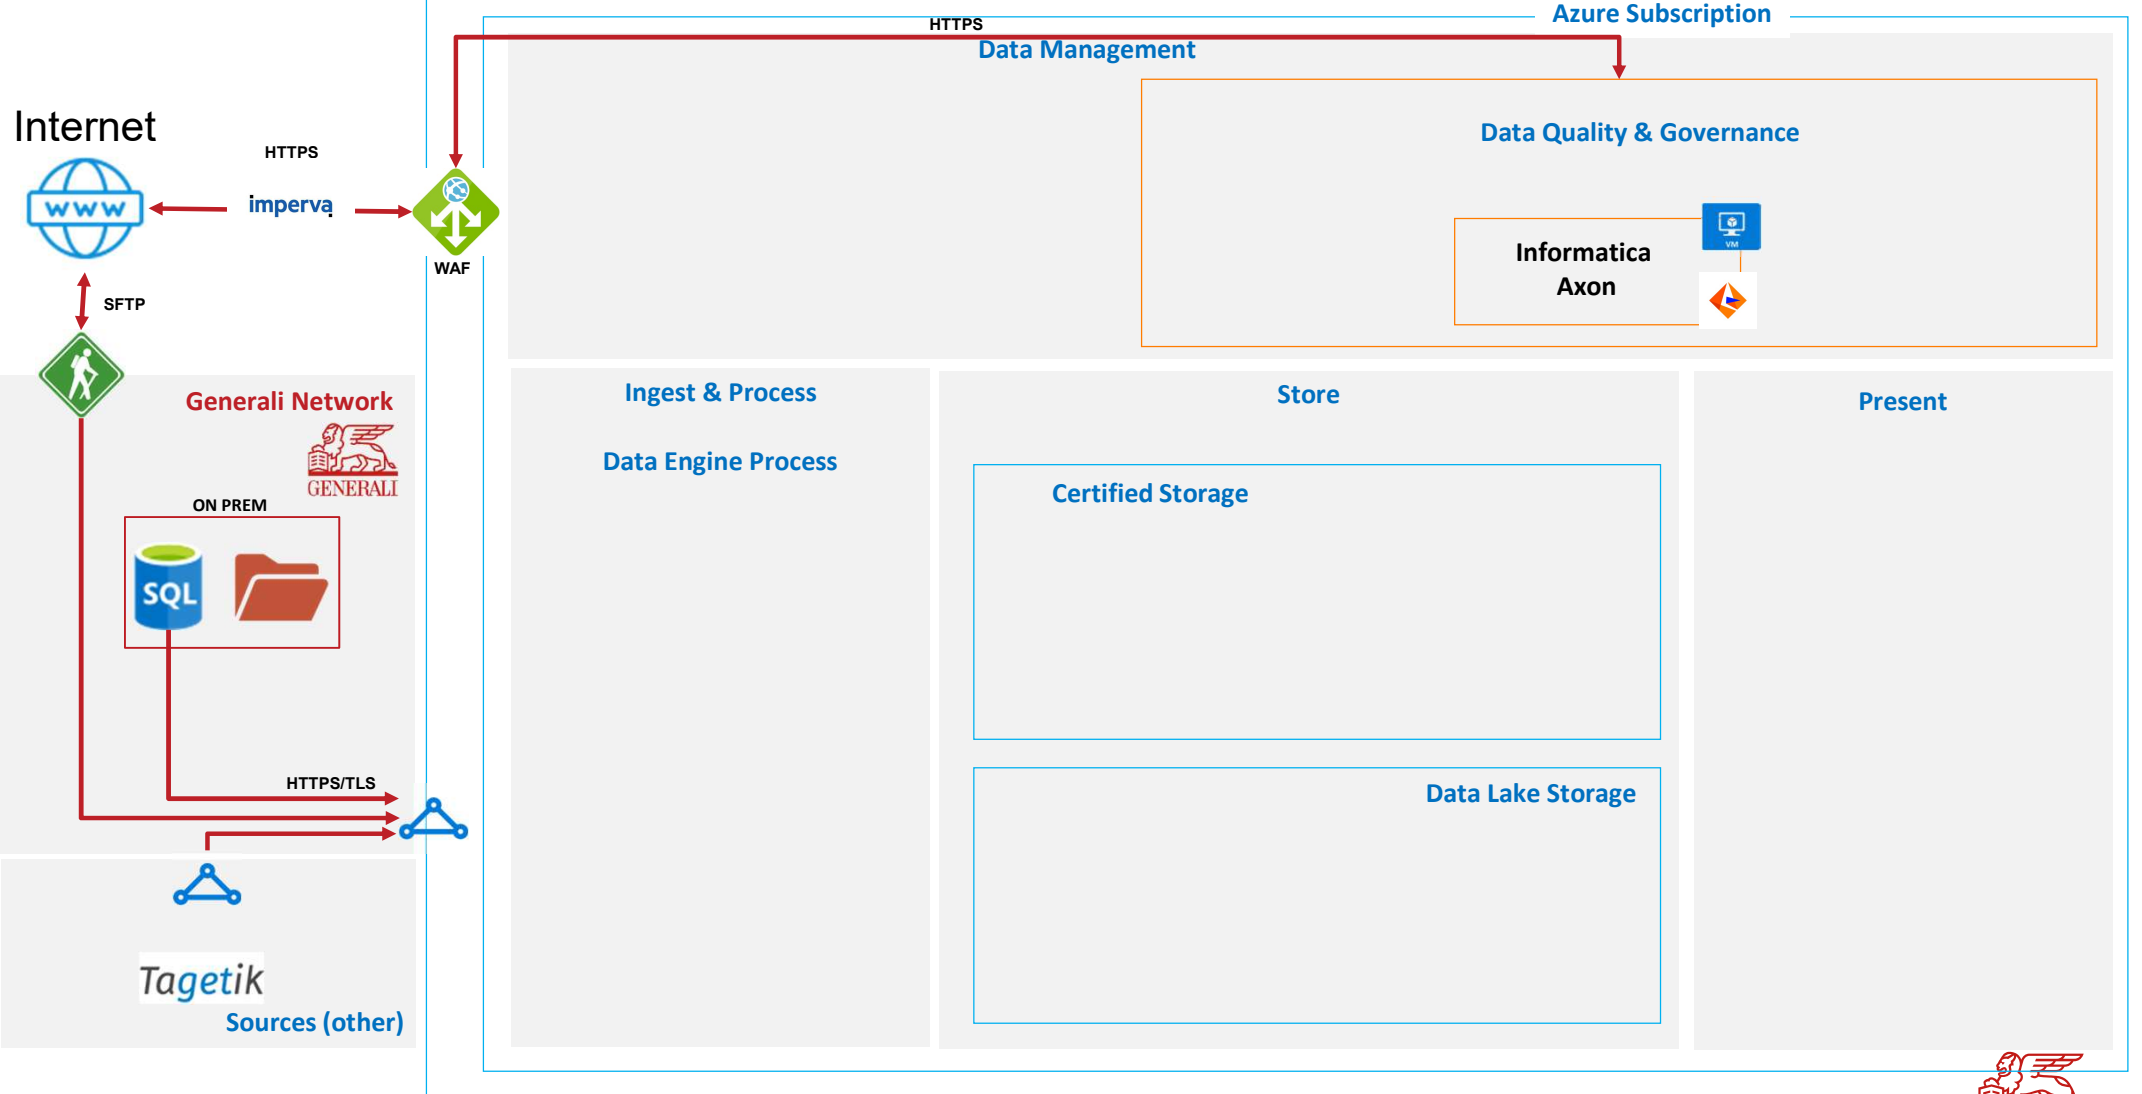 Azure Subscription
HTTPS
Data Management
Internet
HTTPS
Data Quality & Governance
www
imperva
Informatica
Axon
VM
WAF
SFTP
Generali Network
GENERALI
Ingest & Process
Data Engine Process
Store
Present
Certified Storage
ON PREM
SQL
HTTPS/TLS
Data Lake Storage
Tagetik
Sources (other)